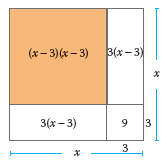 (x – 3)(x – 3) 3(x – 3)
x
3(x – 3) 9 3
3
x